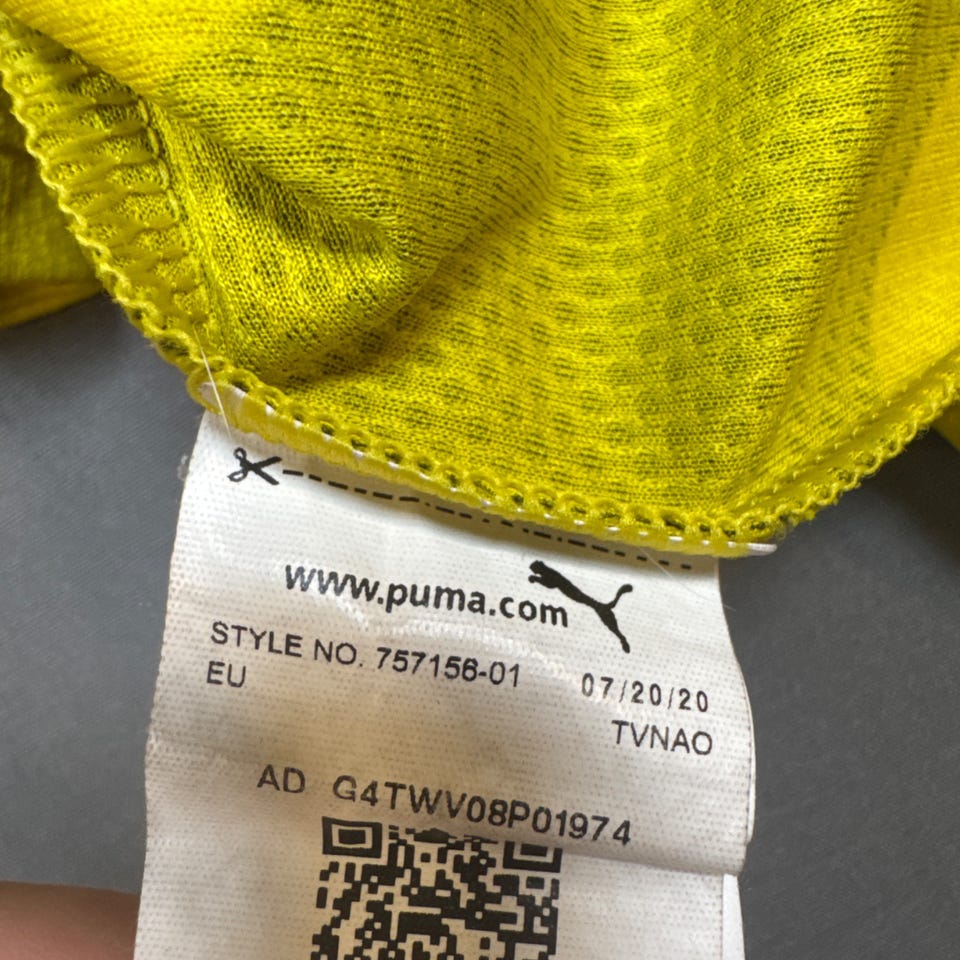 www.puma.com
STYLE NO. 757156-01 07/20/20
EU TVNAO
AD G4TWV08P01974